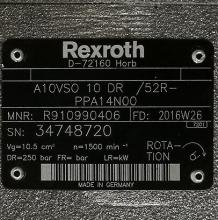 Rexroth
D-72160 Horb
A10VSO 10 DR /52R-
PPA14N00
MNR: R910990406 FD: 2016W26
SN: 34748720 7201
Vg=10.5 cm³ n=1500 min⁻¹ ROTA-
DR=250 bar FR= bar LR=kW TION
MADE IN GERMANY